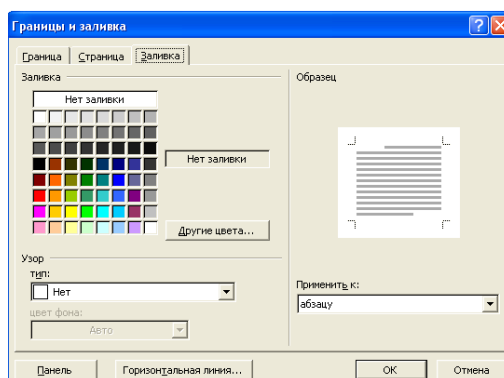 Границы и заливка
Граница
Страница
Заливка
Заливка
Нет заливки
Нет заливки
Другие цвета...
Узор
тип:
Нет
цвет фона:
Авто
Образец
Применить к:
абзацу
Панель
Горизонтальная линия...
ОК
Отмена